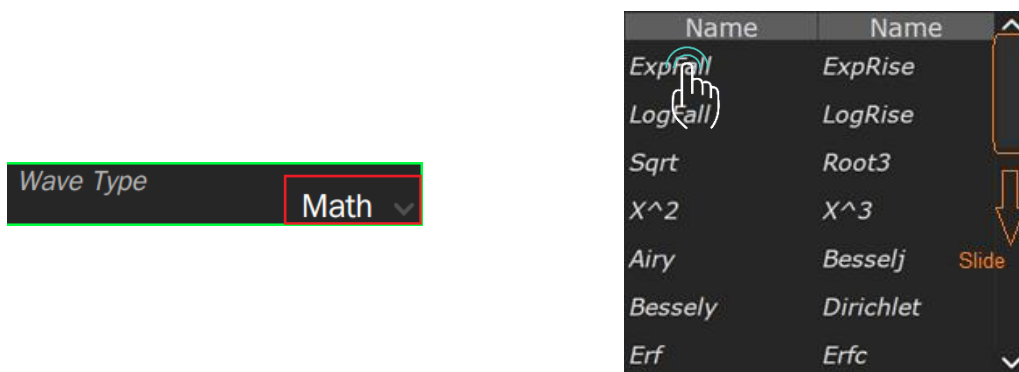 Wave Type
Math
Name Name
ExpFall ExpRise
LogFall LogRise
Sqrt Root3
X^2 X^3
Airy Besselj
Slide
Bessely Dirichlet
Erf Erfc